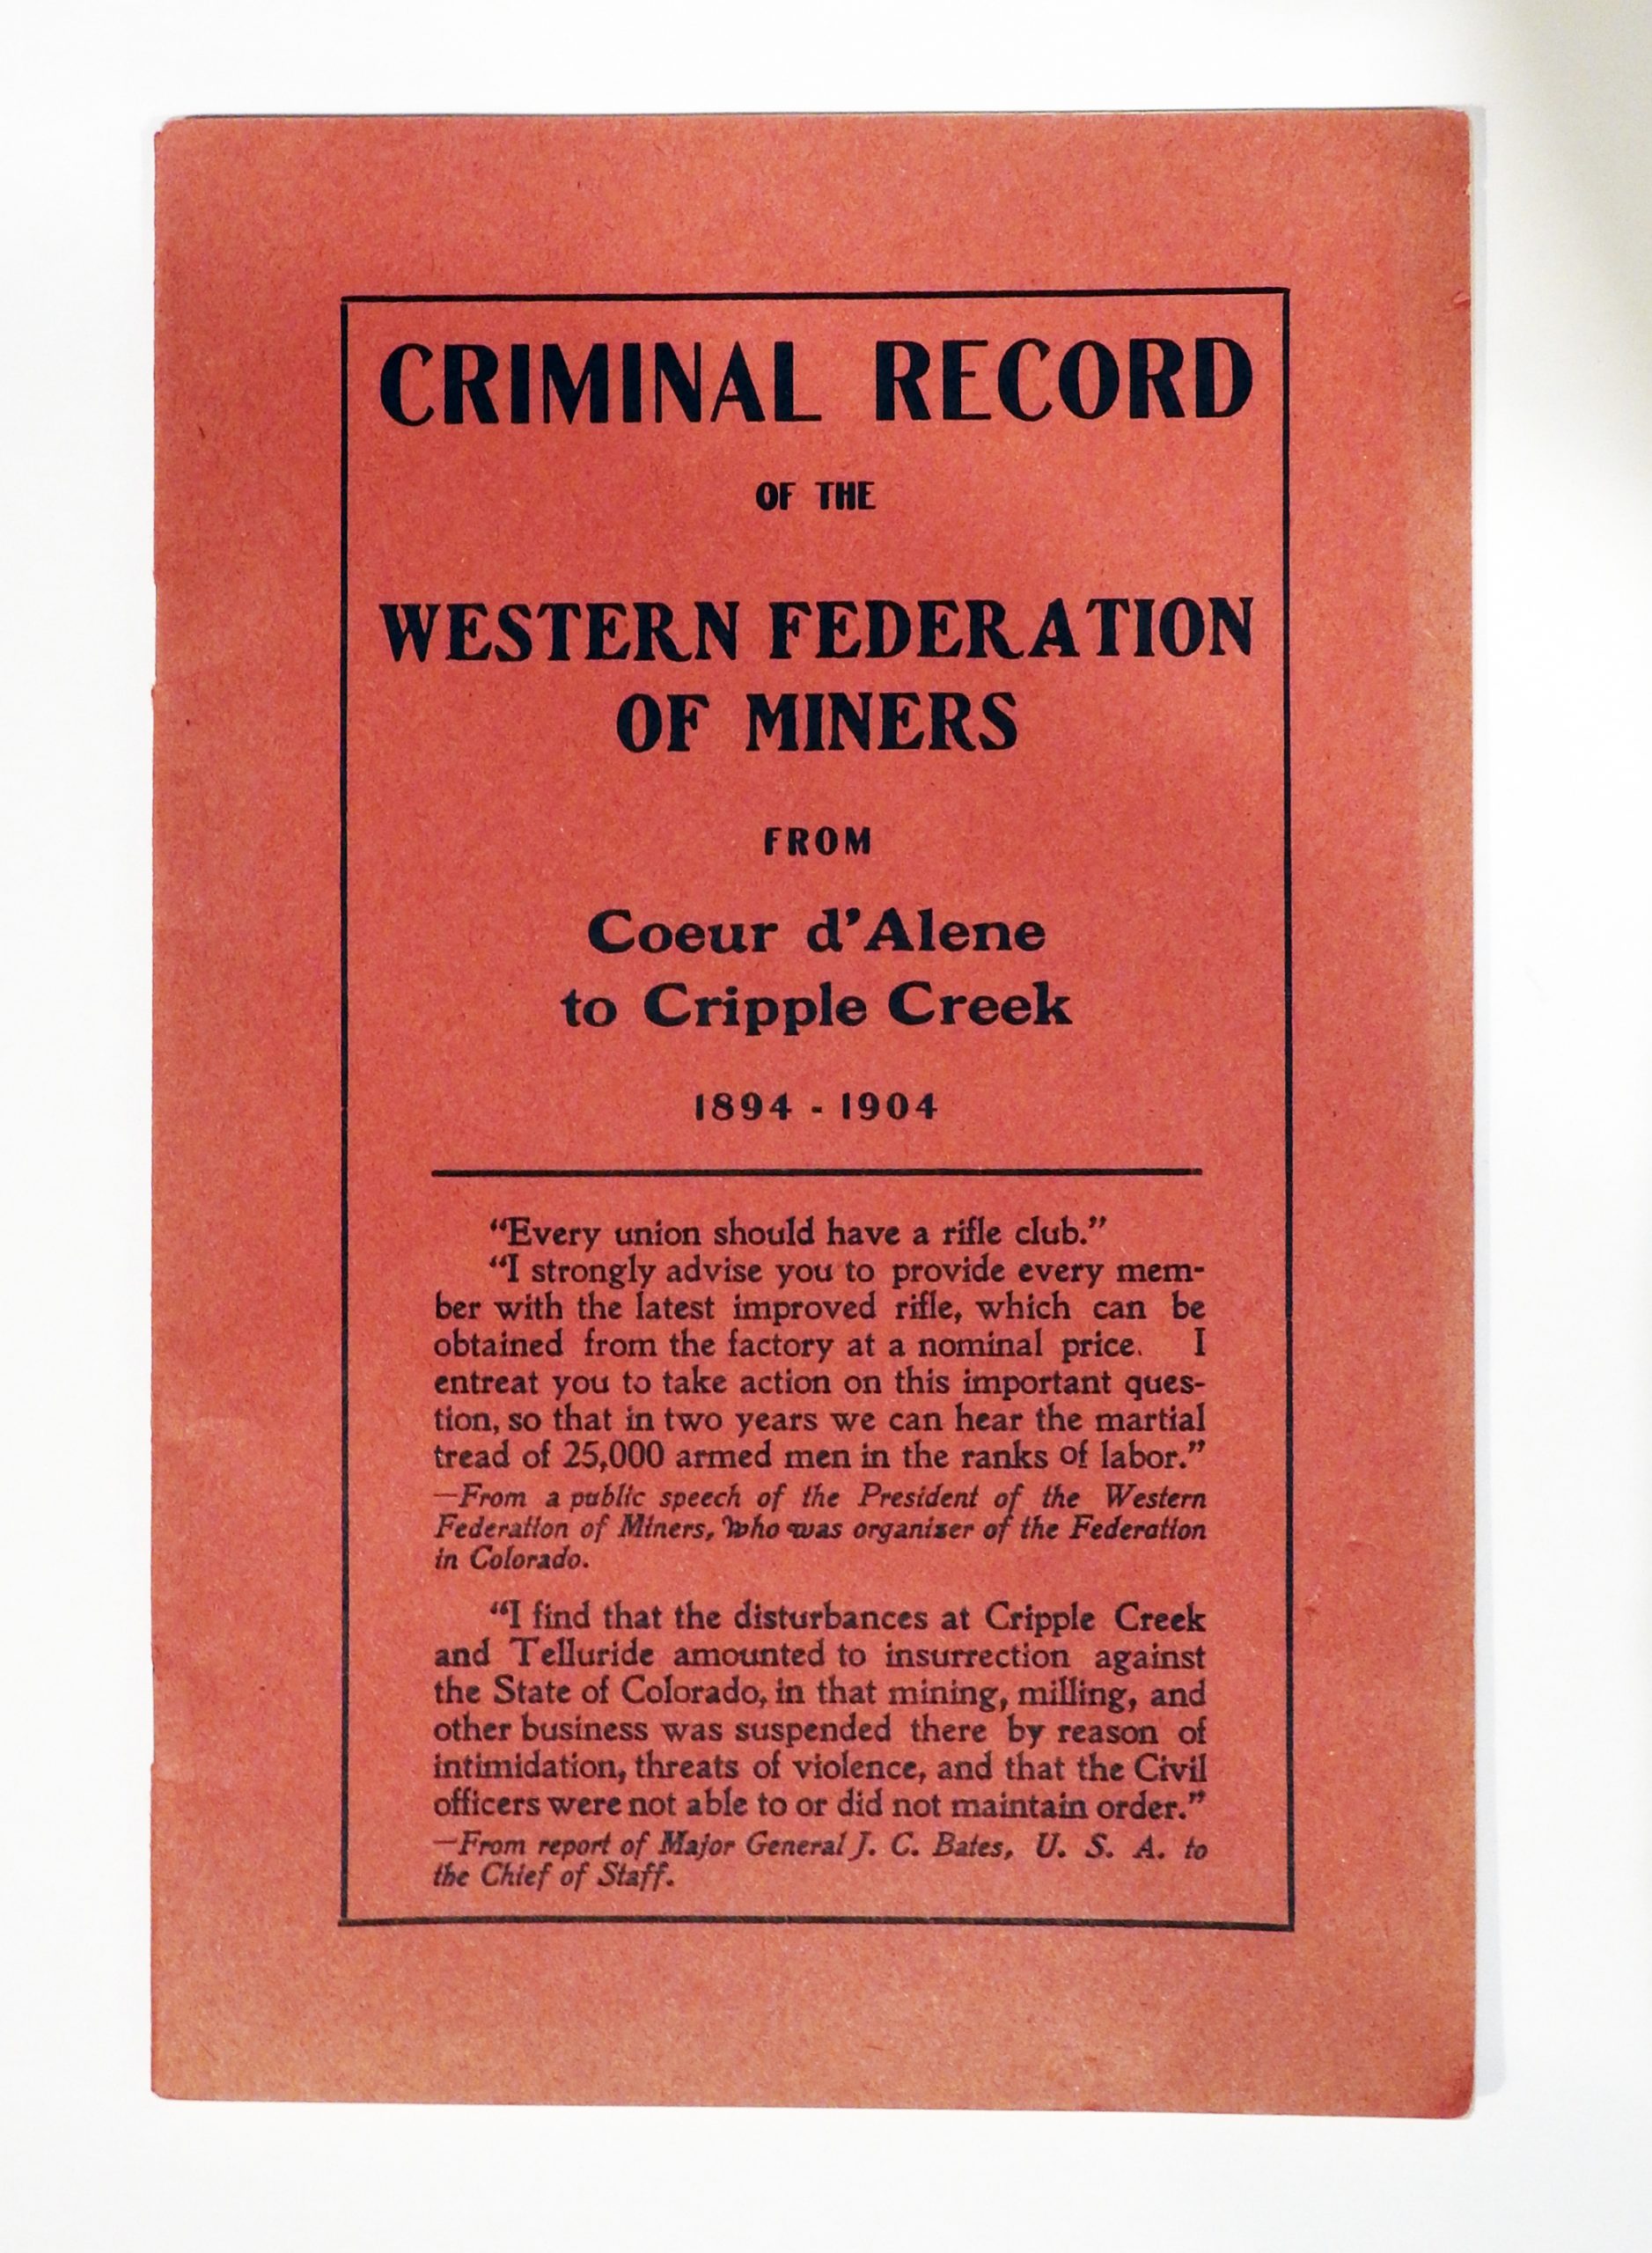 CRIMINAL RECORD
OF THE
WESTERN FEDERATION
OF MINERS
FROM
Coeur d'Alene
to Cripple Creek
1894 - 1904
“Every union should have a rifle club.”
“I strongly advise you to provide every mem-
ber with the latest improved rifle, which can be
obtained from the factory at a nominal price. I
entreat you to take action on this important ques-
tion, so that in two years we can hear the martial
tread of 25,000 armed men in the ranks of labor.”
—From a public speech of the President of the Western
Federation of Miners, who was organizer of the Federation
in Colorado.
“I find that the disturbances at Cripple Creek
and Telluride amounted to insurrection against
the State of Colorado, in that mining, milling, and
other business was suspended there by reason of
intimidation, threats of violence, and that the Civil
officers were not able to or did not maintain order.”
—From report of Major General J. C. Bates, U. S. A. to
the Chief of Staff.